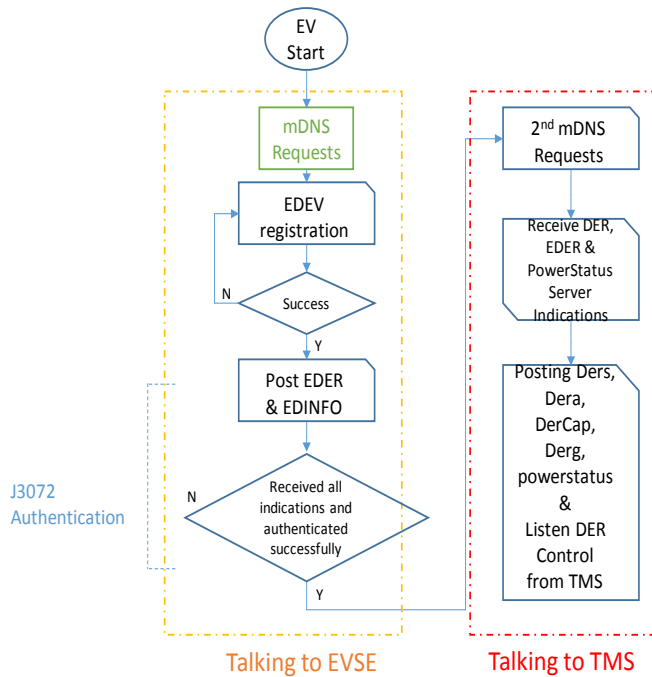 EV
Start
mDNS
Requests
EDEV
registration
N
Success
Y
Post EDER
& EDINFO
J3072
Authentication
N
Received all
indications and
authenticated
successfully
Y
Talking to EVSE
2nd mDNS
Requests
Receive DER,
EDER &
PowerStatus
Server
Indications
Posting Ders,
Dera,
DerCap,
Derg,
powerstatus
&
Listen DER
Control
from TMS
Talking to TMS